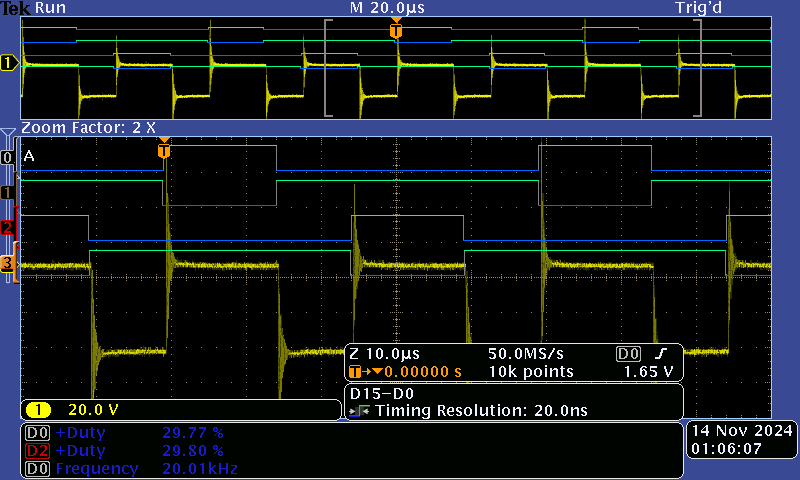 Tek Run M 20.0µs Trig'd
T
1
Zoom Factor: 2 X
T
0 A
1
2
3
Z 10.0µs 50.0MS/s D0
T→▼0.00000 s 10k points 1.65 V
D15-D0
Timing Resolution: 20.0ns
1 20.0 V
D0 +Duty 29.77 %
D2 +Duty 29.80 %
D0 Frequency 20.01kHz
14 Nov 2024
01:06:07